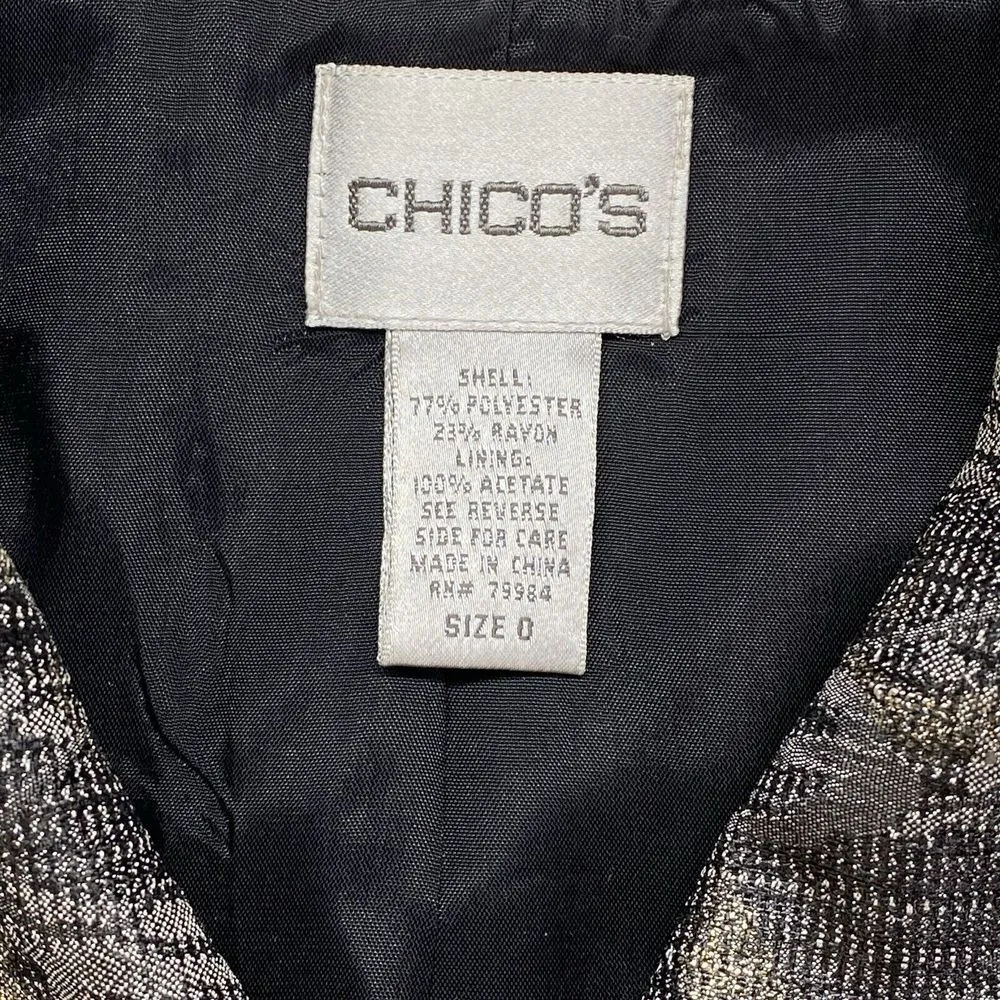 CHICO'S
SHELL:
77% POLYESTER
23% RAYON
LINING:
100% ACETATE
SEE REVERSE
SIDE FOR CARE
MADE IN CHINA
RN# 79984
SIZE 0